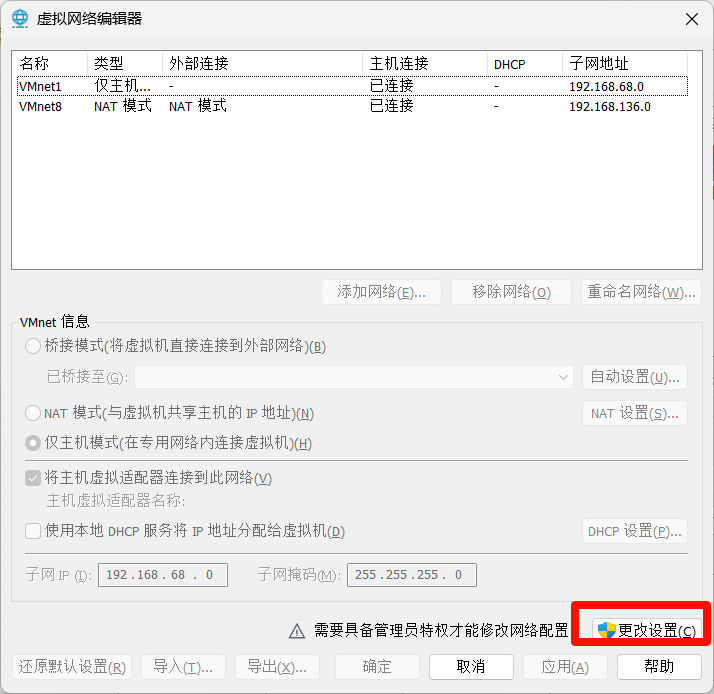 虚拟网络编辑器
名称 类型 外部连接 主机连接 DHCP 子网地址
VMnet1 仅主机... - 已连接 - 192.168.68.0
VMnet8 NAT 模式 NAT 模式 已连接 - 192.168.136.0
添加网络(E)... 移除网络(O) 重命名网络(W)...
VMnet 信息
桥接模式(将虚拟机直接连接到外部网络)(B)
已桥接至(G): 自动设置(U)...
NAT 模式(与虚拟机共享主机的 IP 地址)(N) NAT 设置(S)...
仅主机模式(在专用网络内连接虚拟机)(H)
将主机虚拟适配器连接到此网络(V)
主机虚拟适配器名称:
使用本地 DHCP 服务将 IP 地址分配给虚拟机(D) DHCP 设置(P)...
子网 IP (I): 192.168.68.0 子网掩码(M): 255.255.255.0
需要具备管理员特权才能修改网络配置 更改设置(C)
还原默认设置(R) 导入(T)... 导出(X)... 确定 取消 应用(A) 帮助